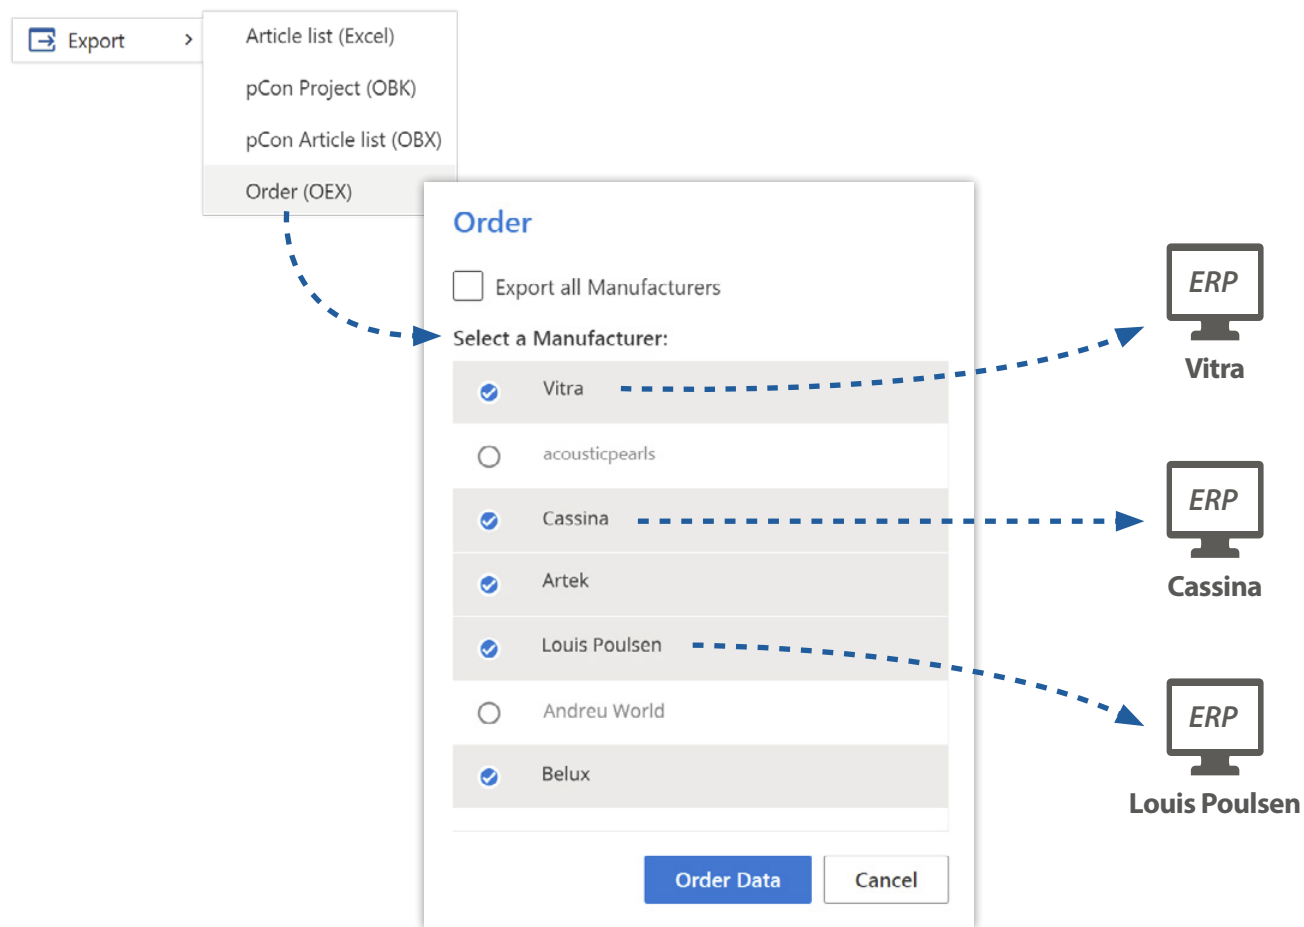 Export
Article list (Excel)
pCon Project (OBK)
pCon Article list (OBX)
Order (OEX)
Order
Export all Manufacturers
Select a Manufacturer:
Vitra
acousticpearls
Cassina
Artek
Louis Poulsen
Andreu World
Belux
Order Data
Cancel
ERP
Vitra
ERP
Cassina
ERP
Louis Poulsen